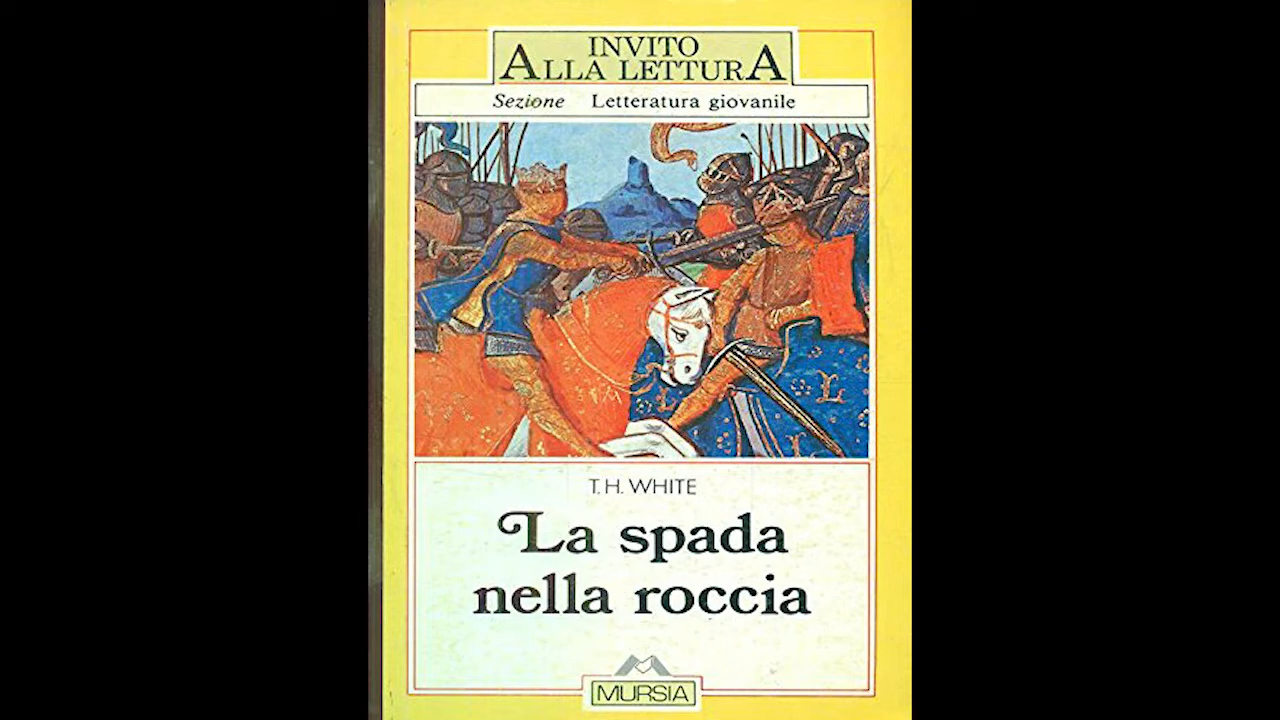 INVITO
ALLA LETTURA
Sezione Letteratura giovanile
T. H. WHITE
La spada
nella roccia
MURSIA